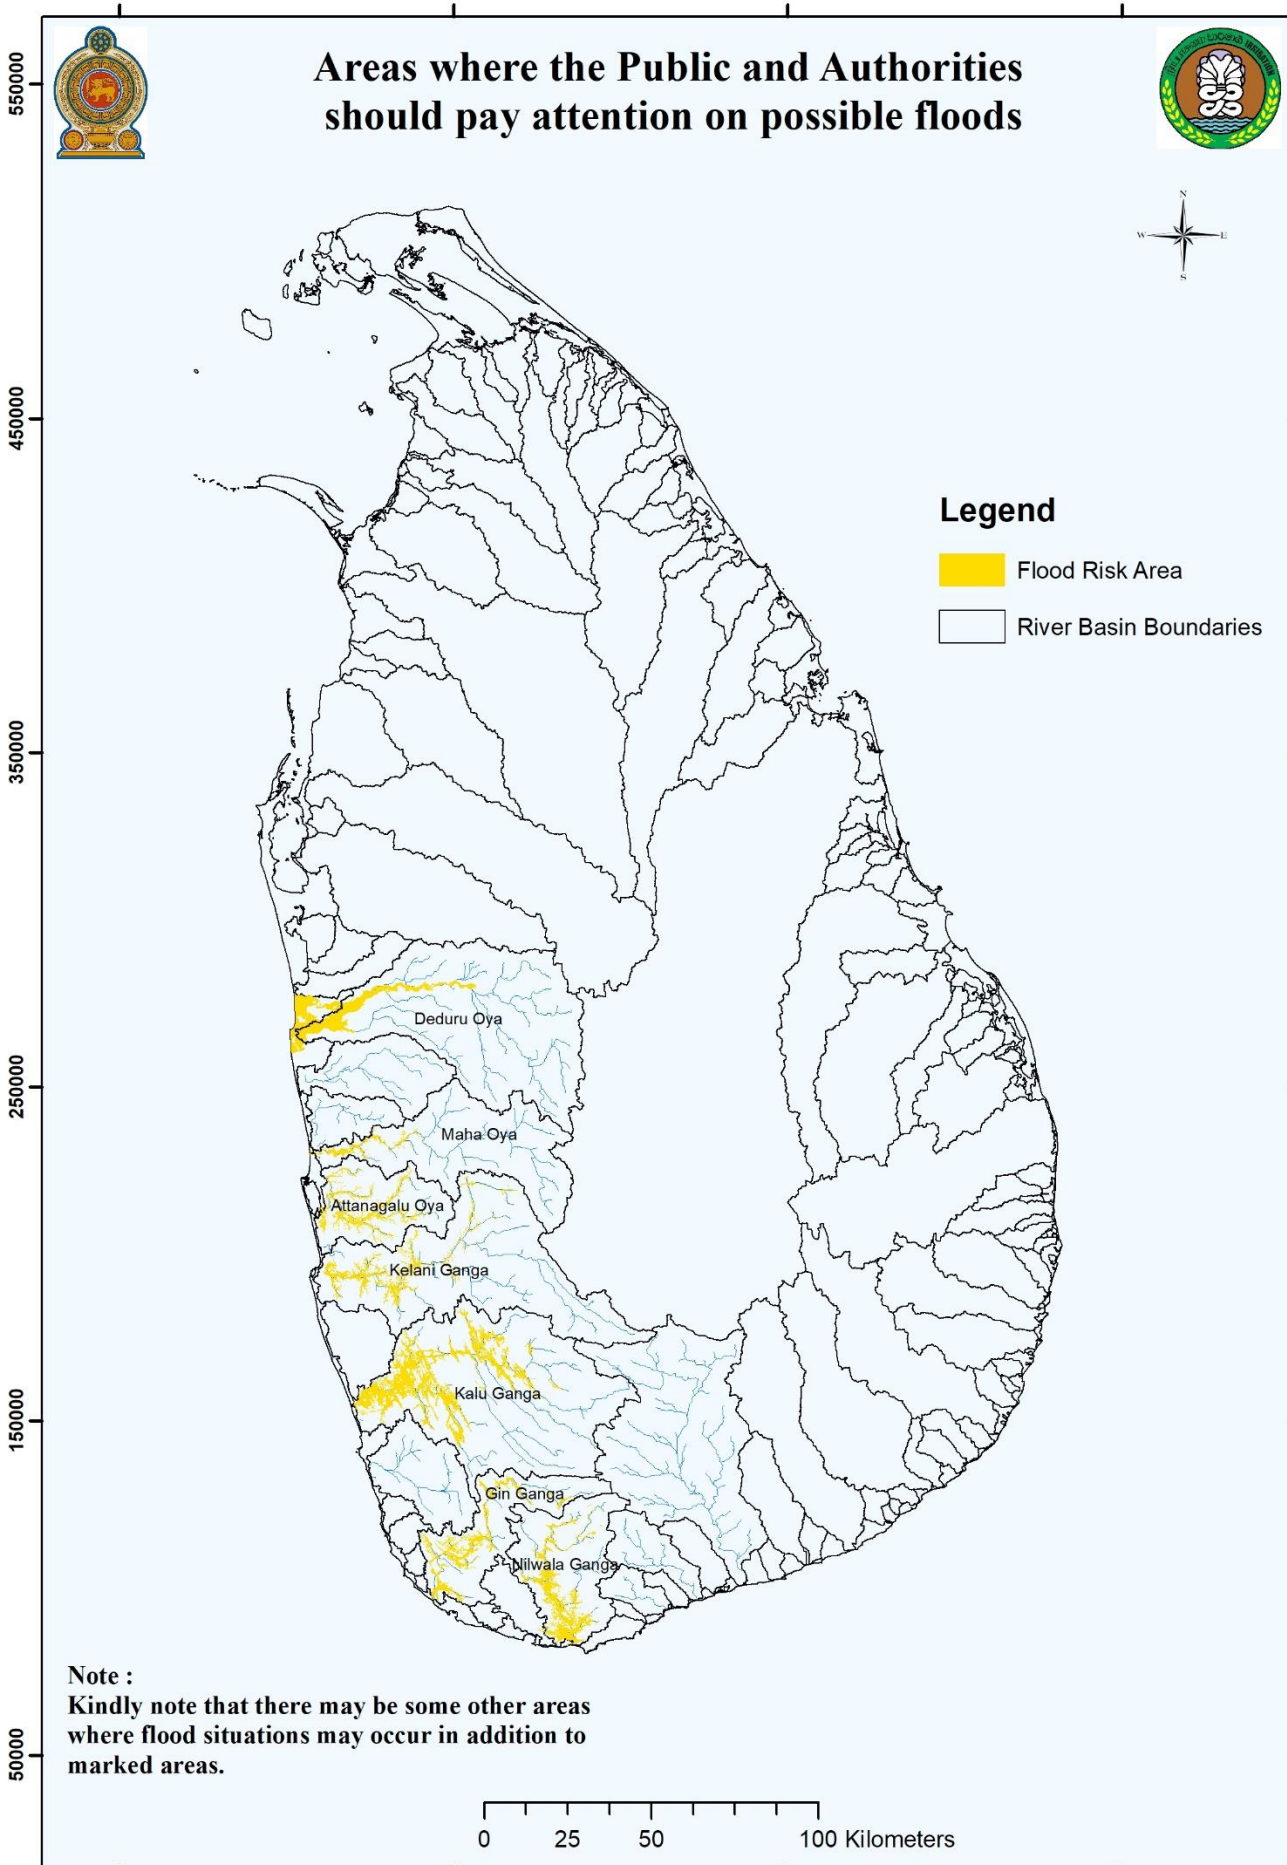 Areas where the Public and Authorities
should pay attention on possible floods
N
W
E
S
550000
450000
350000
250000
150000
50000
Legend
Flood Risk Area
River Basin Boundaries
Deduru Oya
Maha Oya
Attanagalu Oya
Kelani Ganga
Kalu Ganga
Gin Ganga
Nilwala Ganga
Note :
Kindly note that there may be some other areas
where flood situations may occur in addition to
marked areas.
0 25 50 100 Kilometers